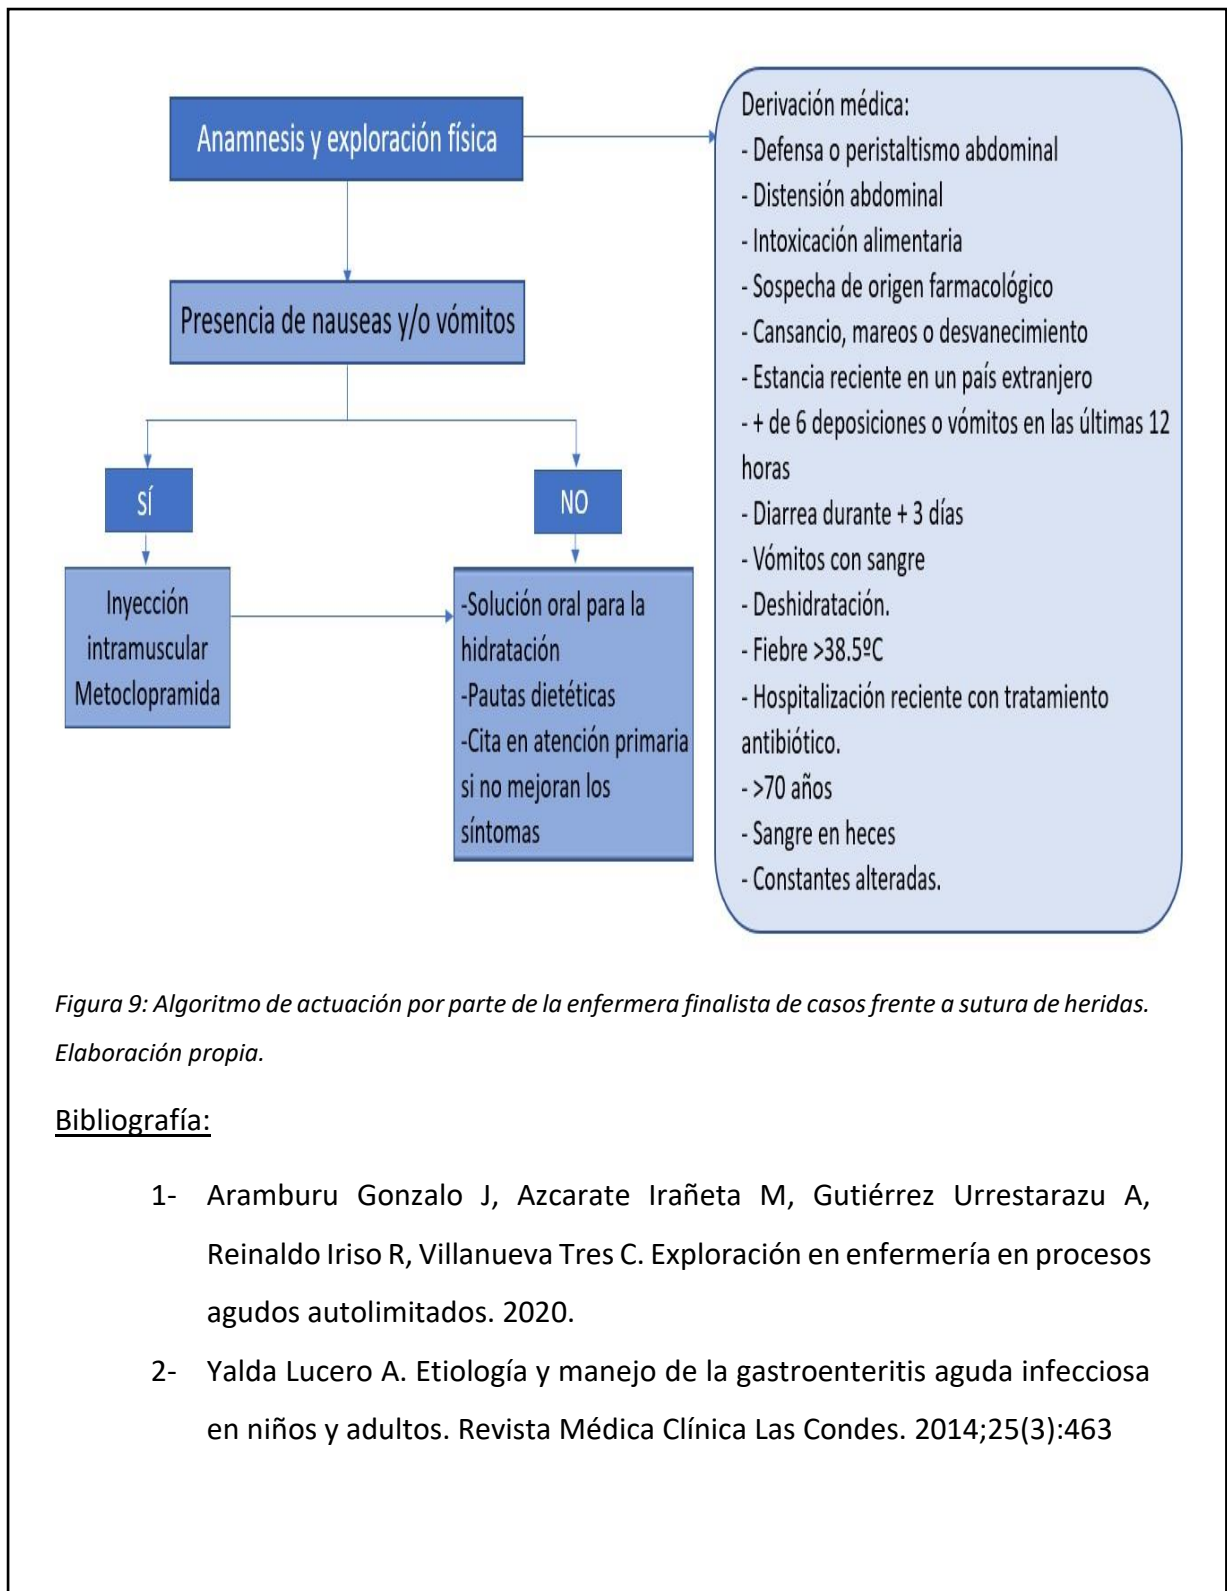 Anamnesis y exploración física
Presencia de nauseas y/o vómitos
SÍ
NO
Inyección
intramuscular
Metoclopramida
-Solución oral para la
hidratación
-Pautas dietéticas
-Cita en atención primaria
si no mejoran los
síntomas
Derivación médica:
- Defensa o peristaltismo abdominal
- Distensión abdominal
- Intoxicación alimentaria
- Sospecha de origen farmacológico
- Cansancio, mareos o desvanecimiento
- Estancia reciente en un país extranjero
- + de 6 deposiciones o vómitos en las últimas 12
horas
- Diarrea durante + 3 días
- Vómitos con sangre
- Deshidratación.
- Fiebre >38.5ºC
- Hospitalización reciente con tratamiento
antibiótico.
- >70 años
- Sangre en heces
- Constantes alteradas.
Figura 9: Algoritmo de actuación por parte de la enfermera finalista de casos frente a sutura de heridas.
Elaboración propia.
Bibliografía:
1- Aramburu Gonzalo J, Azcarate Irañeta M, Gutiérrez Urrestarazu A,
Reinaldo Iriso R, Villanueva Tres C. Exploración en enfermería en procesos
agudos autolimitados. 2020.
2- Yalda Lucero A. Etiología y manejo de la gastroenteritis aguda infecciosa
en niños y adultos. Revista Médica Clínica Las Condes. 2014;25(3):463